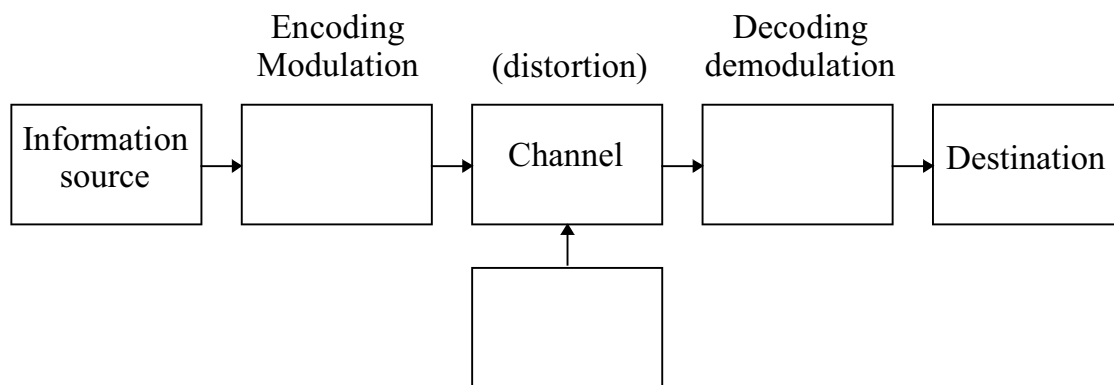 Encoding
Modulation
(distortion)
Decoding
demodulation
Information
source
Channel
Destination